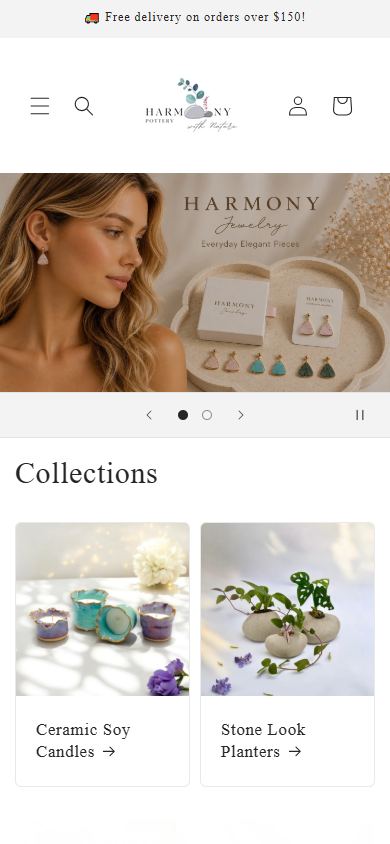 🚚 Free delivery on orders over $150!
HARMONY
POTTERY
with Nature
HARMONY
Jewelry
Everyday Elegant Pieces
HARMONY
Jewelry
HARMONY
Collections
Ceramic Soy
Candles →
Stone Look
Planters →